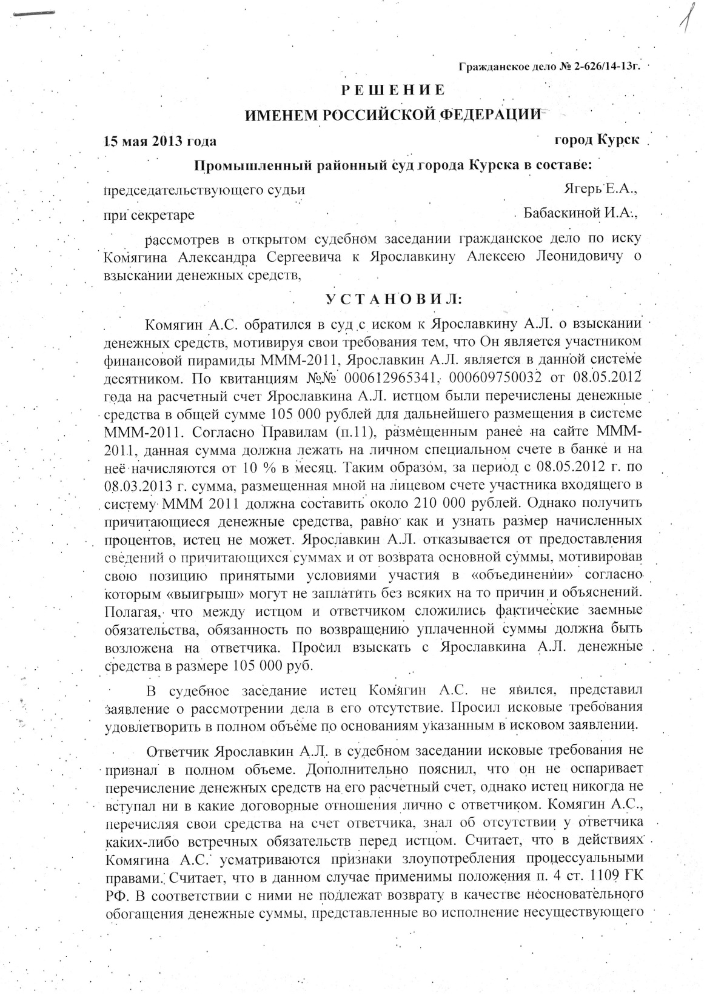 1
Гражданское дело № 2-626/14-13г.
Р Е Ш Е Н И Е
ИМЕНЕМ РОССИЙСКОЙ ФЕДЕРАЦИИ
15 мая 2013 года город Курск
Промышленный районный суд города Курска в составе:
председательствующего судьи Ягерь Е.А.,
при секретаре Бабаскиной И.А.,
рассмотрев в открытом судебном заседании гражданское дело по иску
Комягина Александра Сергеевича к Ярославкину Алексею Леонидовичу о
взыскании денежных средств,
У С Т А Н О В И Л:
Комягин А.С. обратился в суд с иском к Ярославкину А.Л. о взыскании
денежных средств, мотивируя свои требования тем, что Он является участником
финансовой пирамиды МММ-2011, Ярославкин А.Л. является в данной системе
десятником. По квитанциям №№ 000612965341, 000609750032 от 08.05.2012
года на расчетный счет Ярославкина А.Л. истцом были перечислены денежные
средства в общей сумме 105 000 рублей для дальнейшего размещения в системе
МММ-2011. Согласно Правилам (п.11), размещенным ранее на сайте МММ-
2011, данная сумма должна лежать на личном специальном счете в банке и на
неё начисляются от 10 % в месяц. Таким образом, за период с 08.05.2012 г. по
08.03.2013 г. сумма, размещенная мной на лицевом счете участника входящего в
систему МММ 2011 должна составить около 210 000 рублей. Однако получить
причитающиеся денежные средства, равно как и узнать размер начисленных
процентов, истец не может. Ярославкин А.Л. отказывается от предоставления
сведений о причитающихся суммах и от возврата основной суммы, мотивировав
свою позицию принятыми условиями участия в «объединении» согласно
которым «выигрыш» могут не заплатить без всяких на то причин и объяснений.
Полагая, что между истцом и ответчиком сложились фактические заемные
обязательства, обязанность по возвращению уплаченной суммы должна быть
возложена на ответчика. Просил взыскать с Ярославкина А.Л. денежные
средства в размере 105 000 руб.
В судебное заседание истец Комягин А.С. не явился, представил
заявление о рассмотрении дела в его отсутствие. Просил исковые требования
удовлетворить в полном объеме по основаниям указанным в исковом заявлении.
Ответчик Ярославкин А.Л. в судебном заседании исковые требования не
признал в полном объеме. Дополнительно пояснил, что он не оспаривает
перечисление денежных средств на его расчетный счет, однако истец никогда не
вступал ни в какие договорные отношения лично с ответчиком. Комягин А.С.,
перечисляя свои средства на счет ответчика, знал об отсутствии у ответчика
каких-либо встречных обязательств перед истцом. Считает, что в действиях
Комягина А.С. усматриваются признаки злоупотребления процессуальными
правами. Считает, что в данном случае применимы положения п. 4 ст. 1109 ГК
РФ. В соответствии с ними не подлежат возврату в качестве неосновательного
обогащения денежные суммы, представленные во исполнение несуществующего